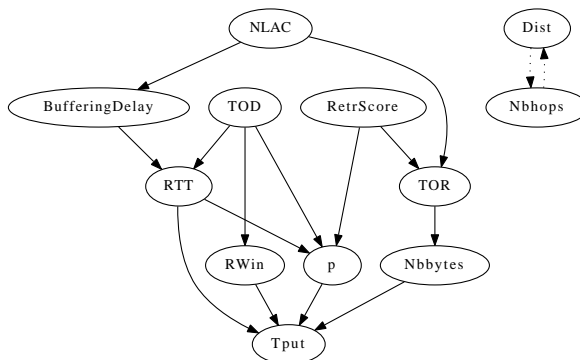 NLAC
Dist
BufferingDelay
TOD
RetrScore
Nbhops
RTT
TOR
RWin
p
Nbbytes
Tput